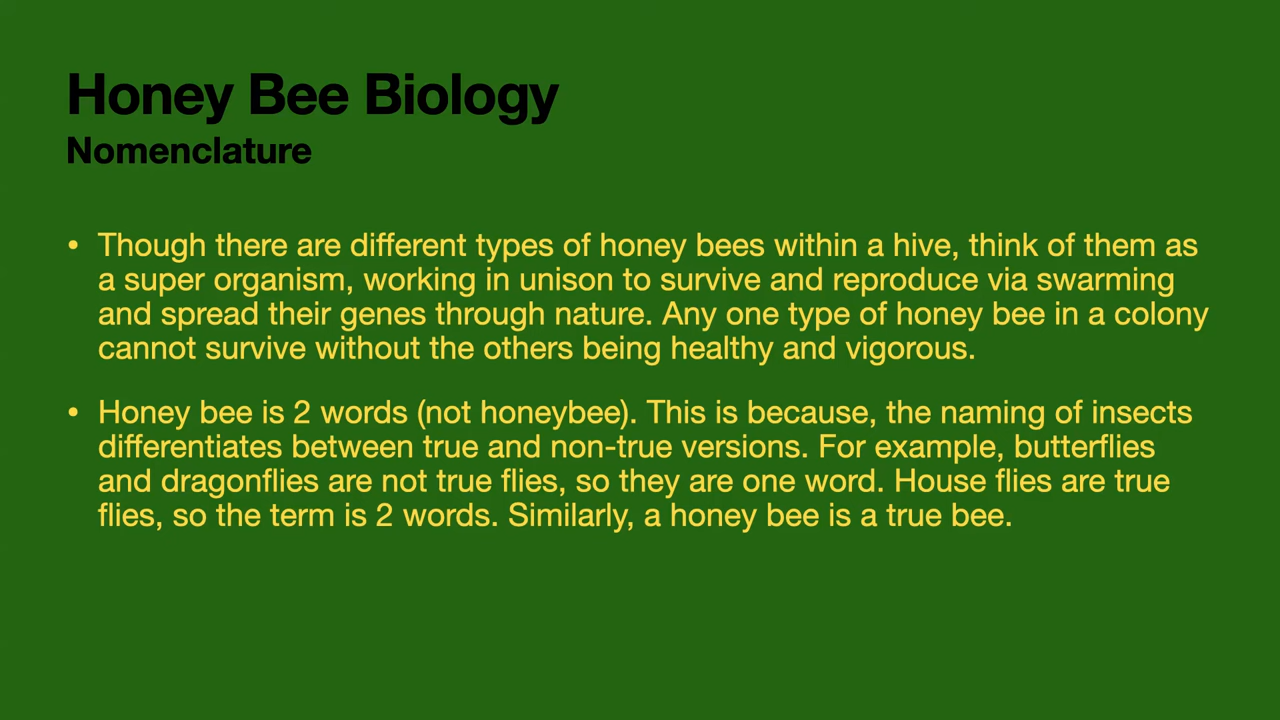 Honey Bee Biology
Nomenclature
• Though there are different types of honey bees within a hive, think of them as
a super organism, working in unison to survive and reproduce via swarming
and spread their genes through nature. Any one type of honey bee in a colony
cannot survive without the others being healthy and vigorous.
• Honey bee is 2 words (not honeybee). This is because, the naming of insects
differentiates between true and non-true versions. For example, butterflies
and dragonflies are not true flies, so they are one word. House flies are true
flies, so the term is 2 words. Similarly, a honey bee is a true bee.